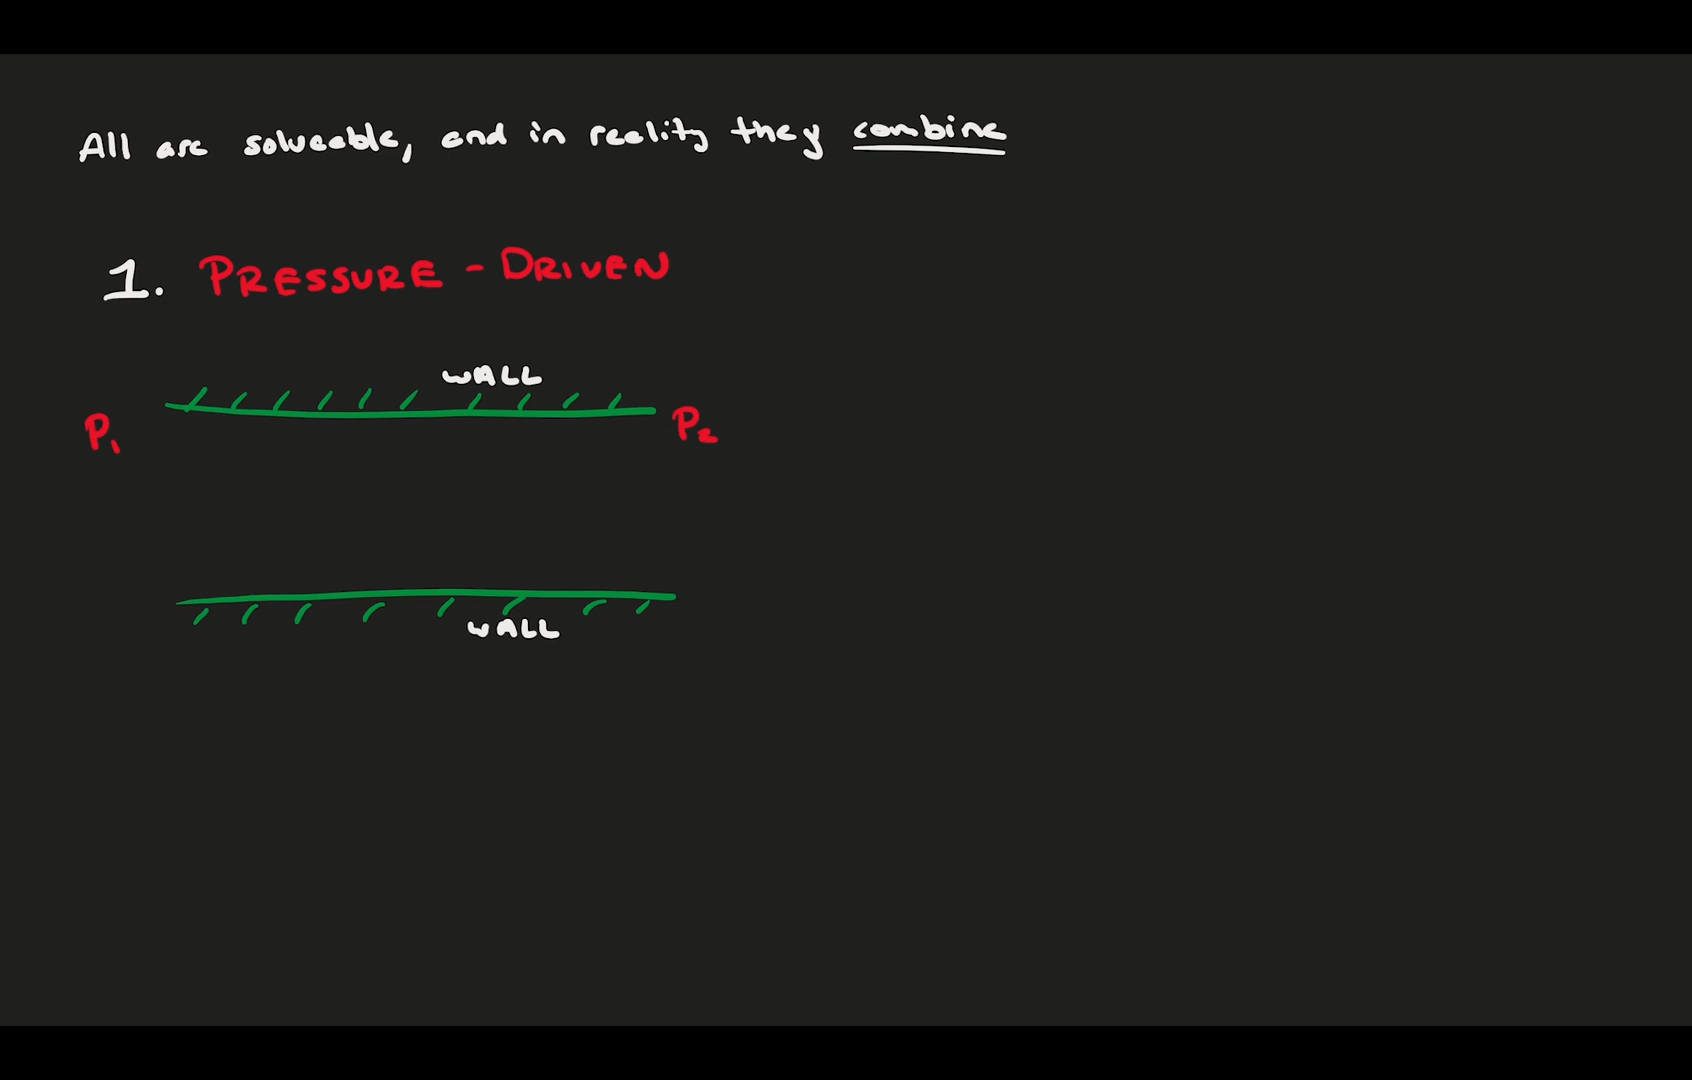 All are solveable, and in reality they combine
1. PRESSURE-DRIVEN
WALL
P₁ P₂
WALL